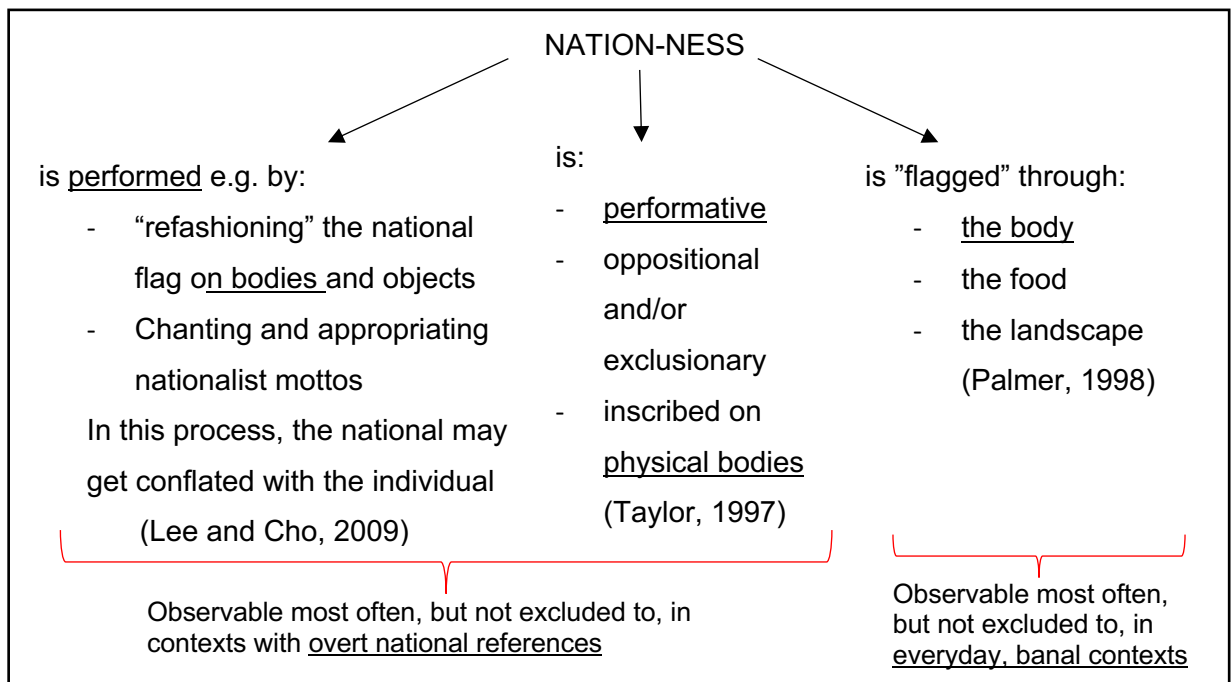 NATION-NESS
is performed e.g. by:
- “refashioning” the national
flag on bodies and objects
- Chanting and appropriating
nationalist mottos
In this process, the national may
get conflated with the individual
(Lee and Cho, 2009)
is:
- performative
- oppositional
and/or
exclusionary
- inscribed on
physical bodies
(Taylor, 1997)
is ”flagged” through:
- the body
- the food
- the landscape
(Palmer, 1998)
Observable most often, but not excluded to, in
contexts with overt national references
Observable most often,
but not excluded to, in
everyday, banal contexts